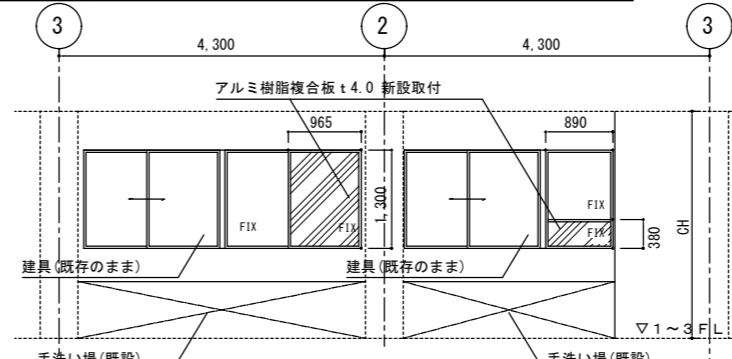 3
2
3
4,300
4,300
アルミ樹脂複合板 t 4.0 新設取付
965
890
1,300
FIX
FIX
FIX
FIX
380
CH
建具(既存のまま)
建具(既存のまま)
▽1～3ＦＬ
手洗い場(既設)
手洗い場(既設)